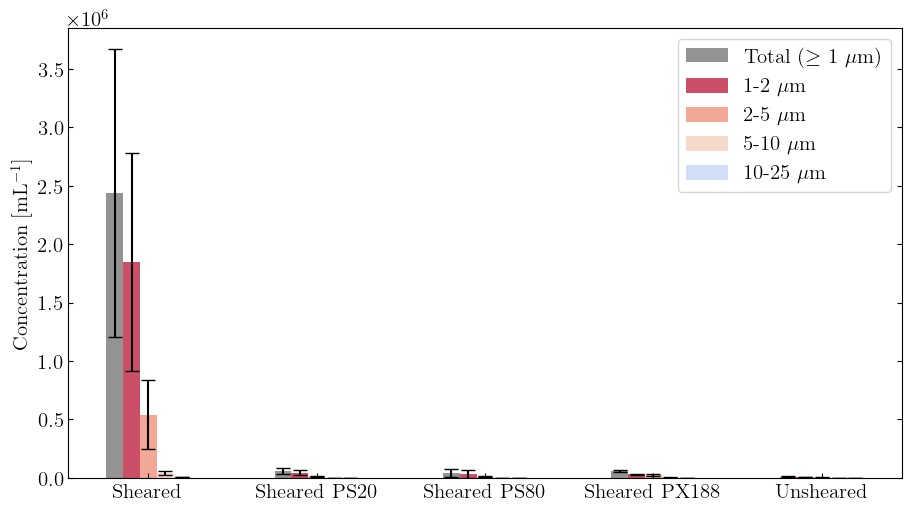 ×10⁶
Total (≥ 1 μm)
1-2 μm
2-5 μm
5-10 μm
10-25 μm
Concentration [mL⁻¹]
3.5
3.0
2.5
2.0
1.5
1.0
0.5
0.0
Sheared Sheared PS20 Sheared PS80 Sheared PX188 Unsheared